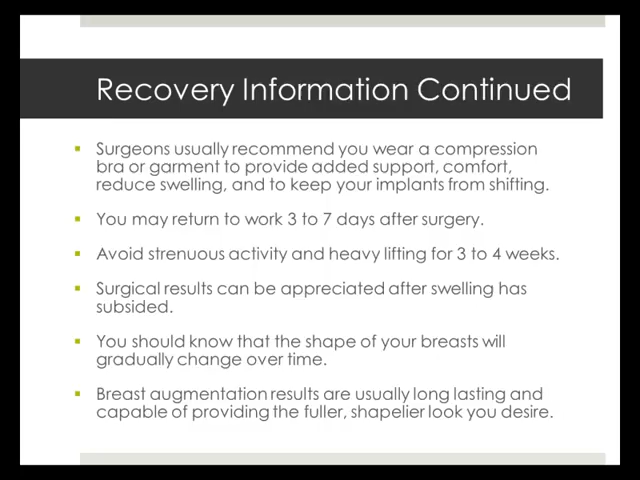 Recovery Information Continued
Surgeons usually recommend you wear a compression
bra or garment to provide added support, comfort,
reduce swelling, and to keep your implants from shifting.
You may return to work 3 to 7 days after surgery.
Avoid strenuous activity and heavy lifting for 3 to 4 weeks.
Surgical results can be appreciated after swelling has
subsided.
You should know that the shape of your breasts will
gradually change over time.
Breast augmentation results are usually long lasting and
capable of providing the fuller, shapelier look you desire.